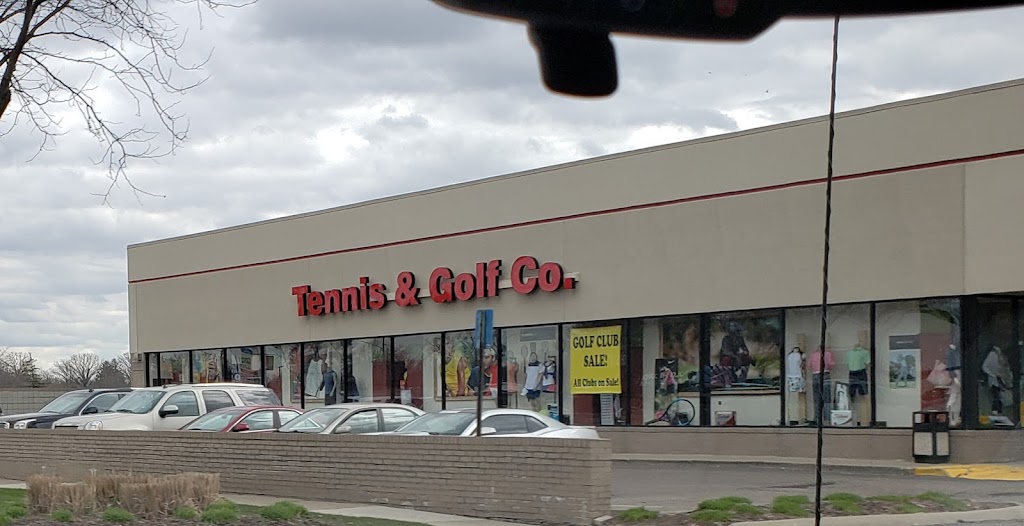 Tennis & Golf Co.
GOLF CLUB
SALE!
All Clubs on Sale!